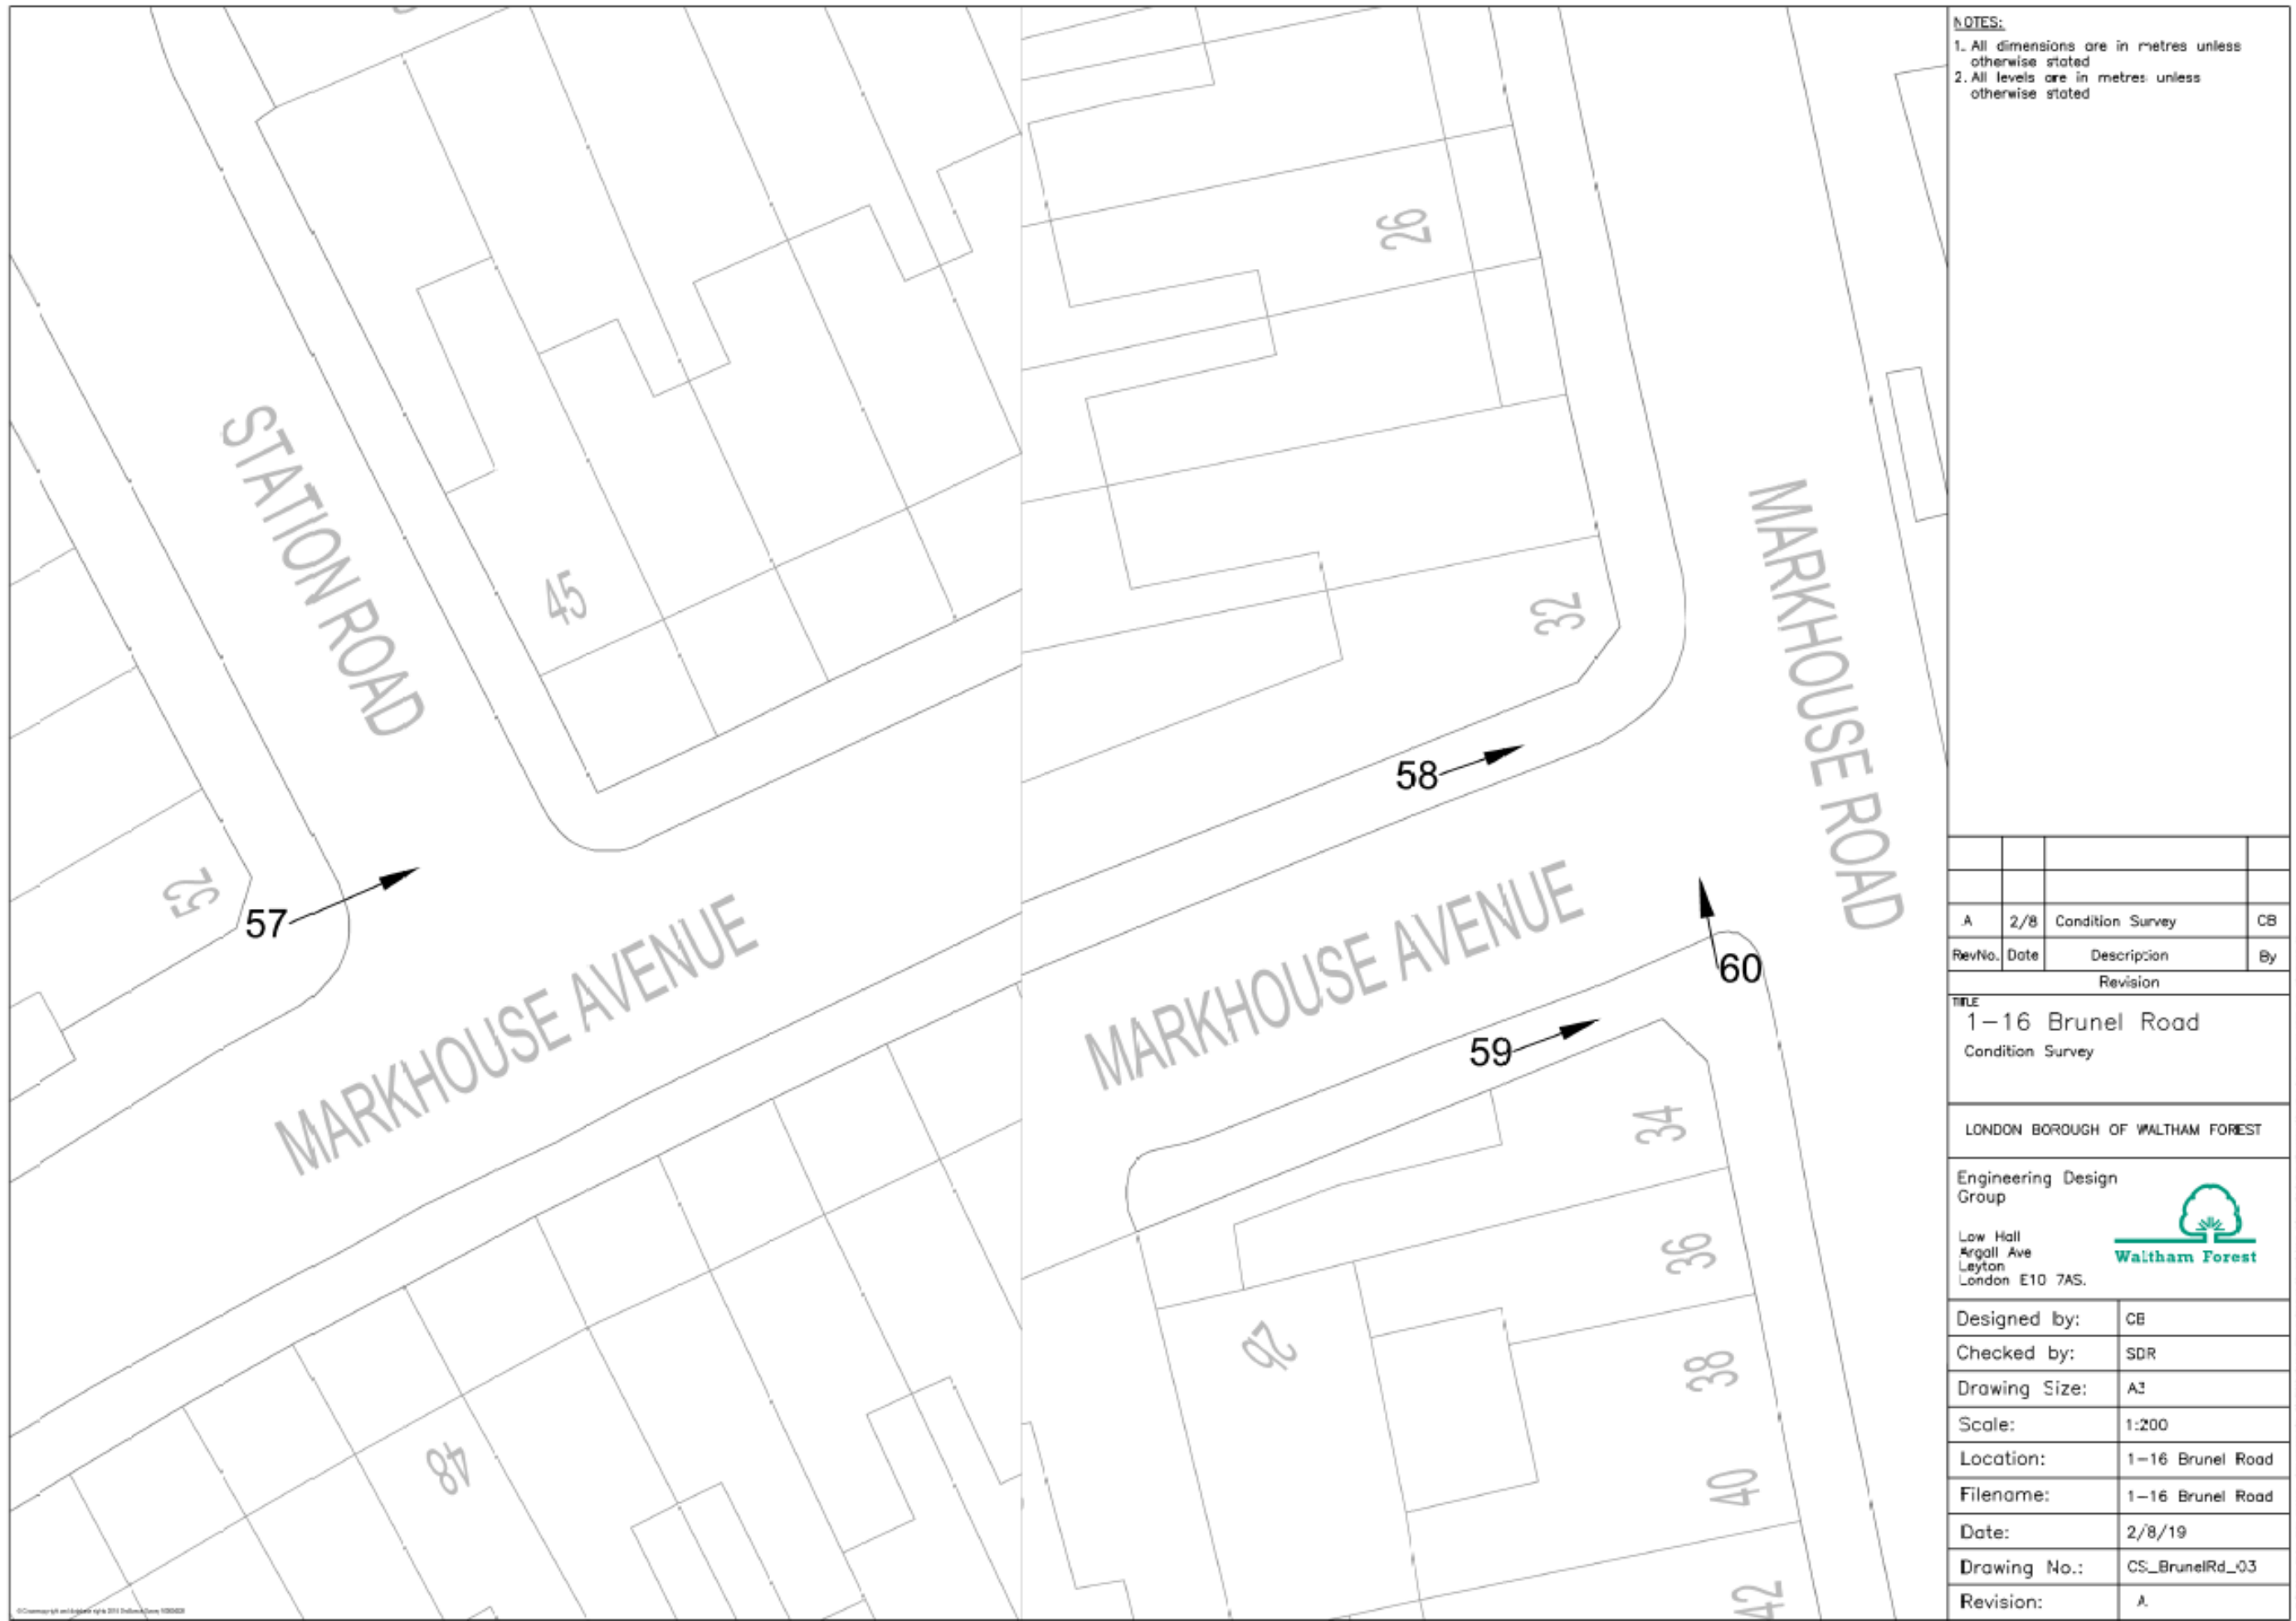 STATION ROAD
45
53
57
MARKHOUSE AVENUE
48
26
32
MARKHOUSE ROAD
58
MARKHOUSE AVENUE
60
59
34
36
26
38
40
42
NOTES:
1. All dimensions are in metres unless
otherwise stated
2. All levels are in metres unless
otherwise stated
A 2/8 Condition Survey CB
RevNo. Date Description By
Revision
TITLE
1-16 Brunel Road
Condition Survey
LONDON BOROUGH OF WALTHAM FOREST
Engineering Design
Group
Low Hall
Argall Ave
Leyton
London E10 7AS.
Waltham Forest
Designed by: CB
Checked by: SDR
Drawing Size: A3
Scale: 1:200
Location: 1-16 Brunel Road
Filename: 1-16 Brunel Road
Date: 2/8/19
Drawing No.: CS_BrunelRd_03
Revision: A